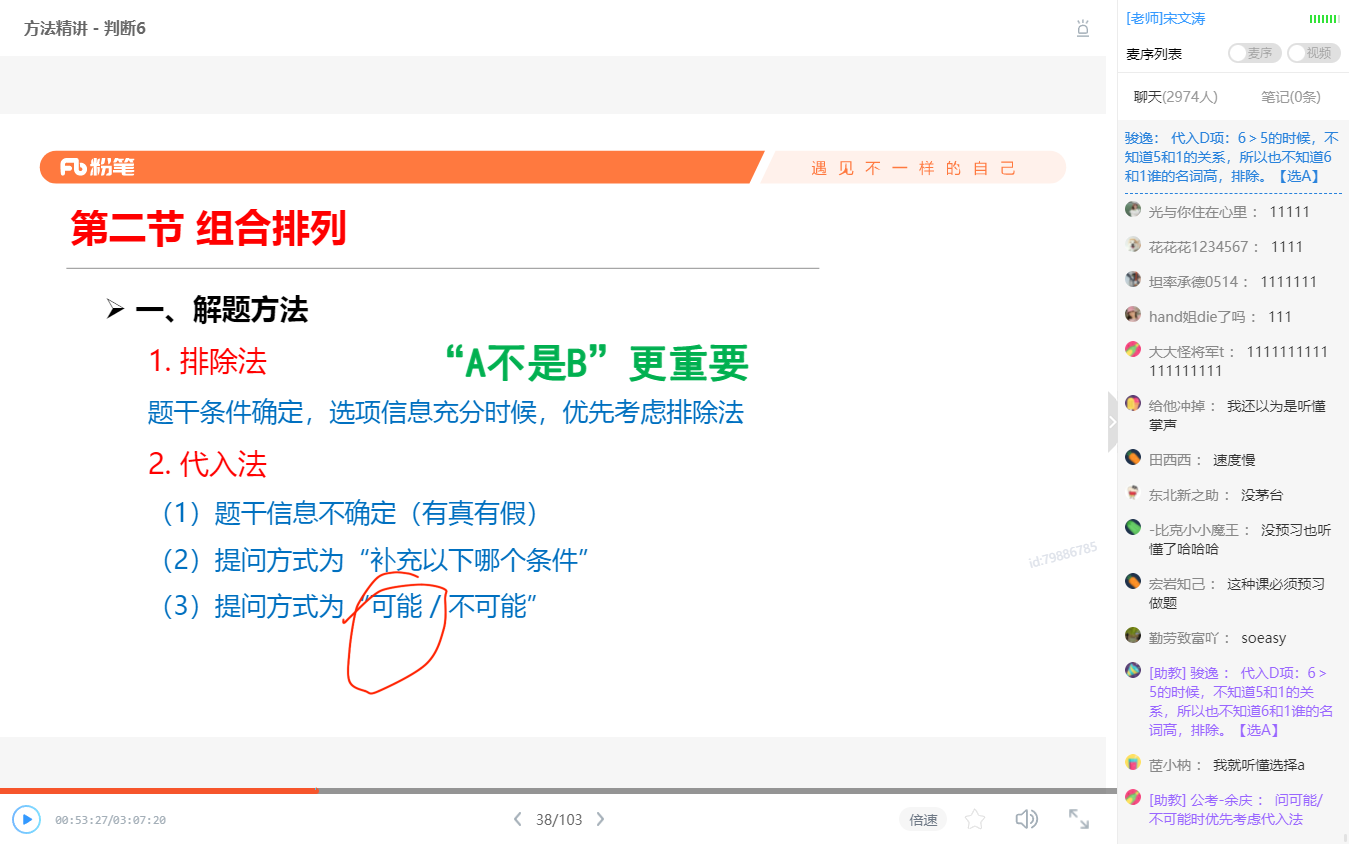 方法精讲 - 判断6
粉笔
遇见不一样的自己
第二节 组合排列
一、解题方法
1. 排除法
“A不是B”更重要
题干条件确定，选项信息充分时候，优先考虑排除法
2. 代入法
（1）题干信息不确定（有真有假）
（2）提问方式为“补充以下哪个条件”
（3）提问方式为“可能 / 不可能”
id:79886785
00:53:27/03:07:20
38/103
倍速
[老师]宋文涛
麦序列表
麦序
视频
聊天(2974人)
笔记(0条)
骏逸： 代入D项：6＞5的时候，不
知道5和1的关系，所以也不知道6
和1谁的名词高，排除。【选A】
光与你住在心里： 11111
花花花1234567： 1111
坦率承德0514： 1111111
hand姐die了吗： 111
大大怪将军t： 1111111111
111111111
给他冲掉： 我还以为是听懂
掌声
田西西： 速度慢
东北新之助： 没茅台
-比克小小魔王： 没预习也听
懂了哈哈哈
宏岩知己： 这种课必须预习
做题
勤劳致富吖： soeasy
[助教] 骏逸： 代入D项：6＞
5的时候，不知道5和1的关
系，所以也不知道6和1谁的名
词高，排除。【选A】
茝小枘： 我就听懂选择a
[助教] 公考-余庆： 问可能/
不可能时优先考虑代入法